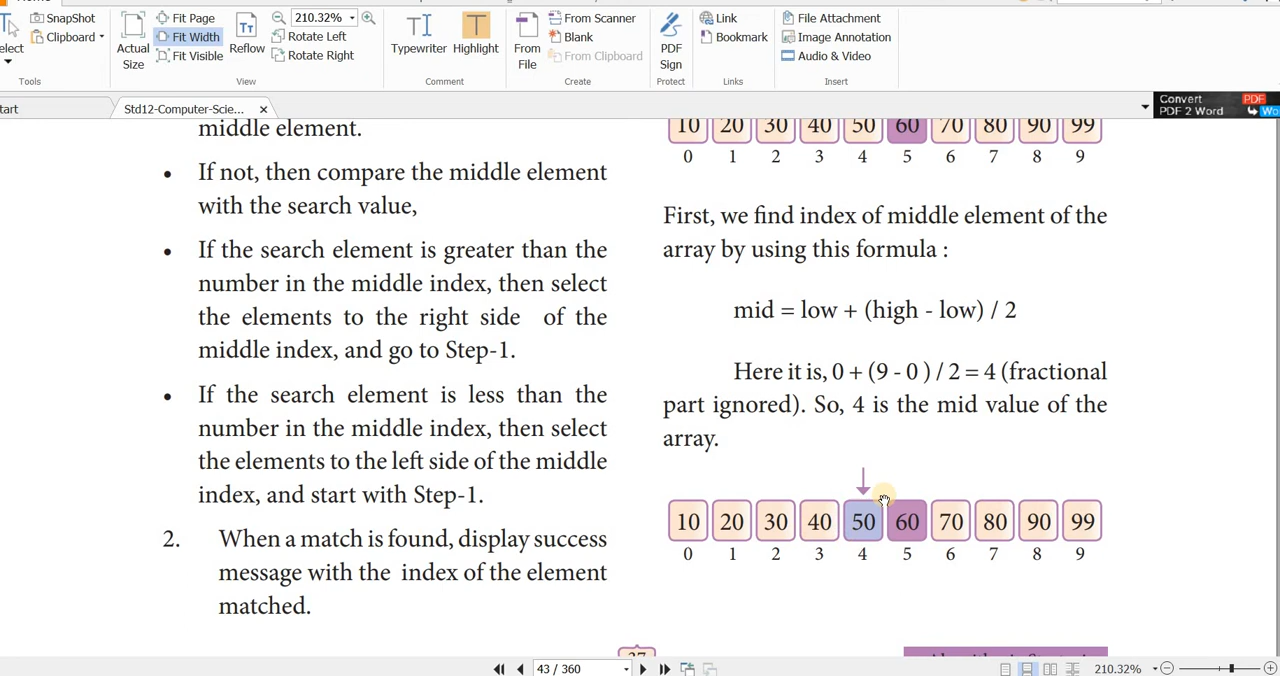 Home
SnapShot
Clipboard
elect
Tools
Actual Size
Fit Page
Fit Width
Fit Visible
Reflow
210.32%
Rotate Left
Rotate Right
View
Typewriter
Highlight
Comment
From File
From Scanner
Blank
From Clipboard
Create
PDF Sign
Protect
Link
Bookmark
Links
File Attachment
Image Annotation
Audio & Video
Insert
tart
Std12-Computer-Scie...
Convert PDF
PDF 2 Word Wo
middle element.
• If not, then compare the middle element
with the search value,
• If the search element is greater than the
number in the middle index, then select
the elements to the right side of the
middle index, and go to Step-1.
• If the search element is less than the
number in the middle index, then select
the elements to the left side of the middle
index, and start with Step-1.
2. When a match is found, display success
message with the index of the element
matched.
10 20 30 40 50 60 70 80 90 99
0 1 2 3 4 5 6 7 8 9
First, we find index of middle element of the
array by using this formula :
mid = low + (high - low) / 2
Here it is, 0 + (9 - 0 ) / 2 = 4 (fractional
part ignored). So, 4 is the mid value of the
array.
10 20 30 40 50 60 70 80 90 99
0 1 2 3 4 5 6 7 8 9
37
43 / 360
210.32%